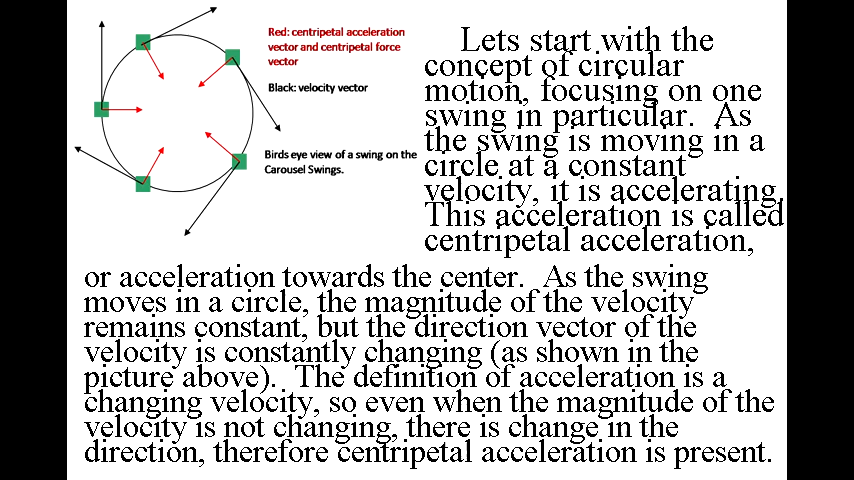 Red: centripetal acceleration
vector and centripetal force
vector
Black: velocity vector
Birds eye view of a swing on the
Carousel Swings.
Lets start with the
concept of circular
motion, focusing on one
swing in particular. As
the swing is moving in a
circle at a constant
velocity, it is accelerating.
This acceleration is called
centripetal acceleration,
or acceleration towards the center. As the swing
moves in a circle, the magnitude of the velocity
remains constant, but the direction vector of the
velocity is constantly changing (as shown in the
picture above). The definition of acceleration is a
changing velocity, so even when the magnitude of the
velocity is not changing, there is change in the
direction, therefore centripetal acceleration is present.